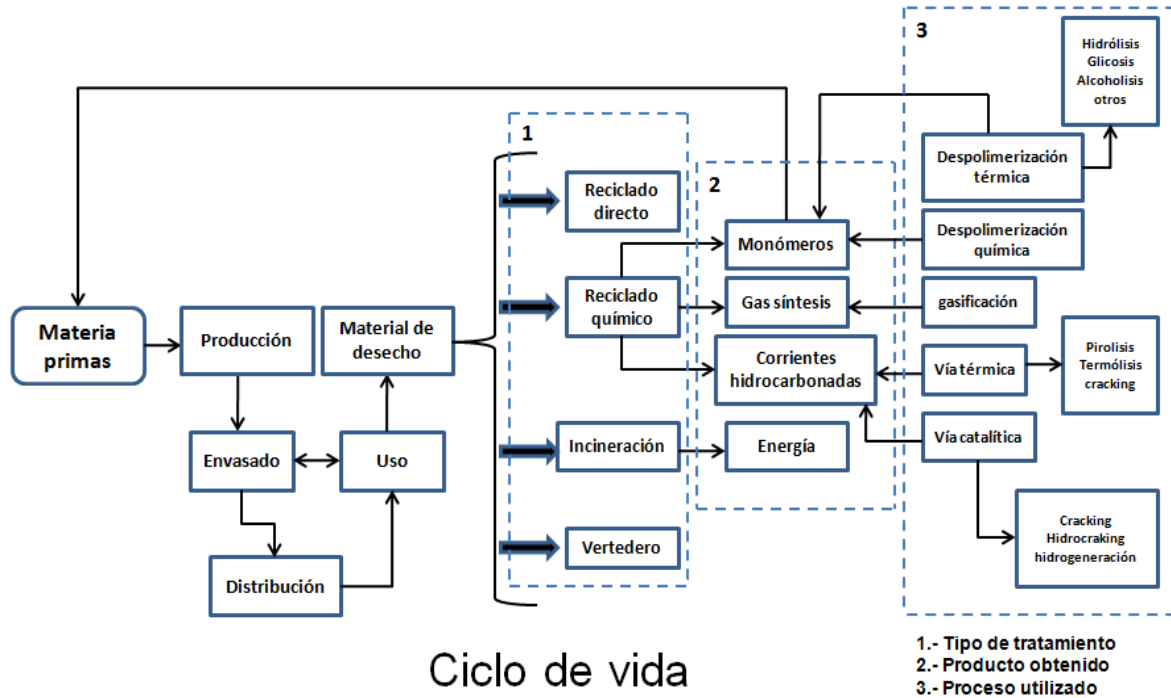 3
Hidrólisis
Glicosis
Alcoholisis
otros
1
Despolimerización
térmica
2
Reciclado
directo
Monómeros
Despolimerización
química
Reciclado
químico
Gas síntesis
gasificación
Materia
primas
Producción
Material de
desecho
Corrientes
hidrocarbonadas
Vía térmica
Pirolisis
Termólisis
cracking
Envasado
Uso
Incineración
Energía
Vía catalítica
Distribución
Vertedero
Cracking
Hidrocraking
hidrogeneración
Ciclo de vida
1.- Tipo de tratamiento
2.- Producto obtenido
3.- Proceso utilizado